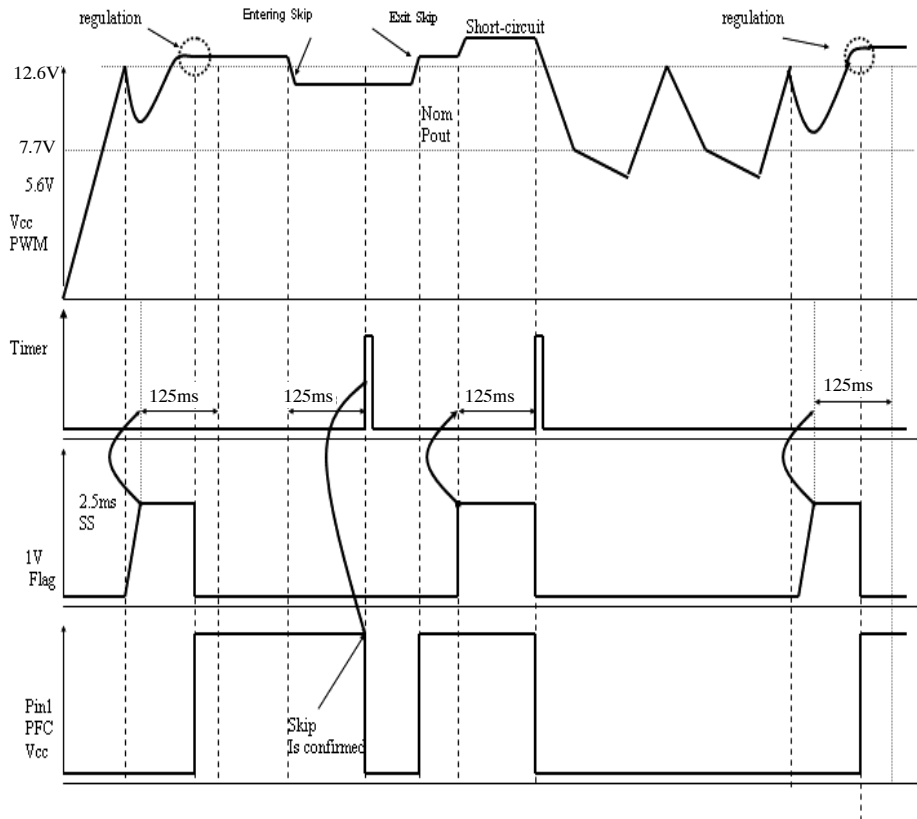 regulation
Entering Skip
Exit Skip
Short-circuit
regulation
12.6V
Nom
Pout
7.7V
5.6V
Vcc
PWM
Timer
125ms
125ms
125ms
125ms
2.5ms
SS
1V
Flag
Pin1
PFC
Vcc
Skip
Is confirmed